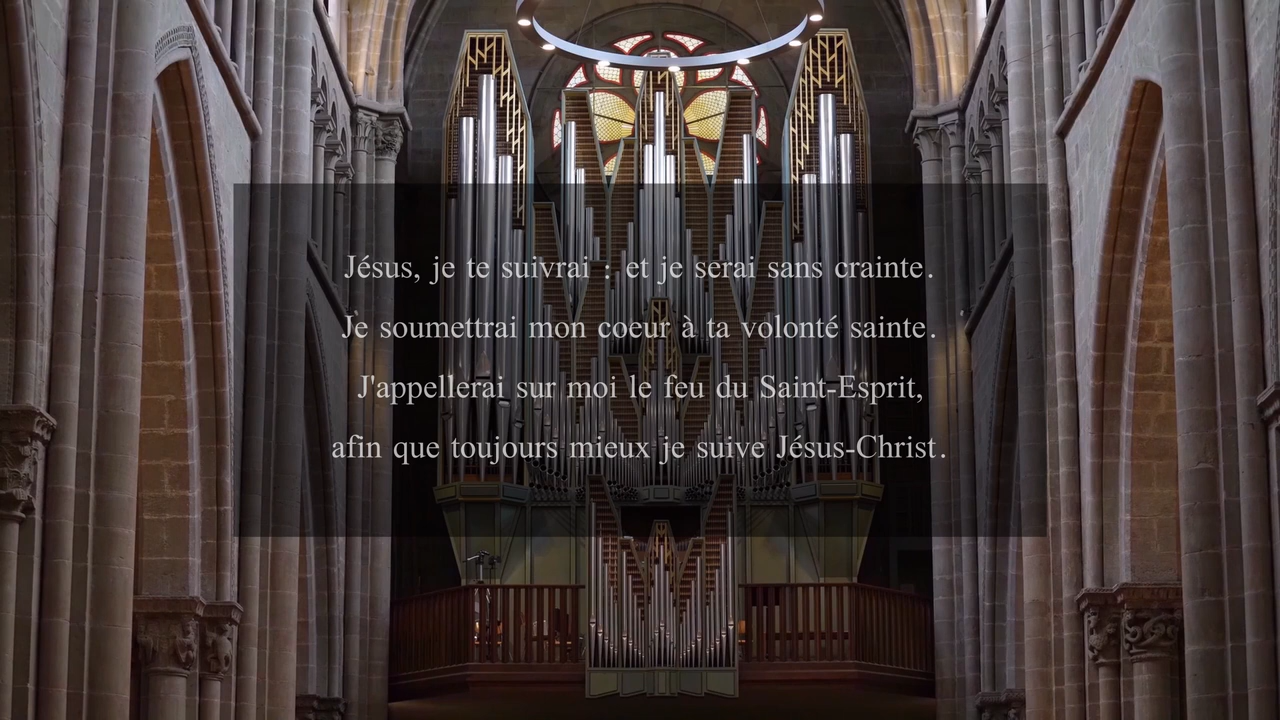 Jésus, je te suivrai : et je serai sans crainte.
Je soumettrai mon coeur à ta volonté sainte.
J'appellerai sur moi le feu du Saint-Esprit,
afin que toujours mieux je suive Jésus-Christ.